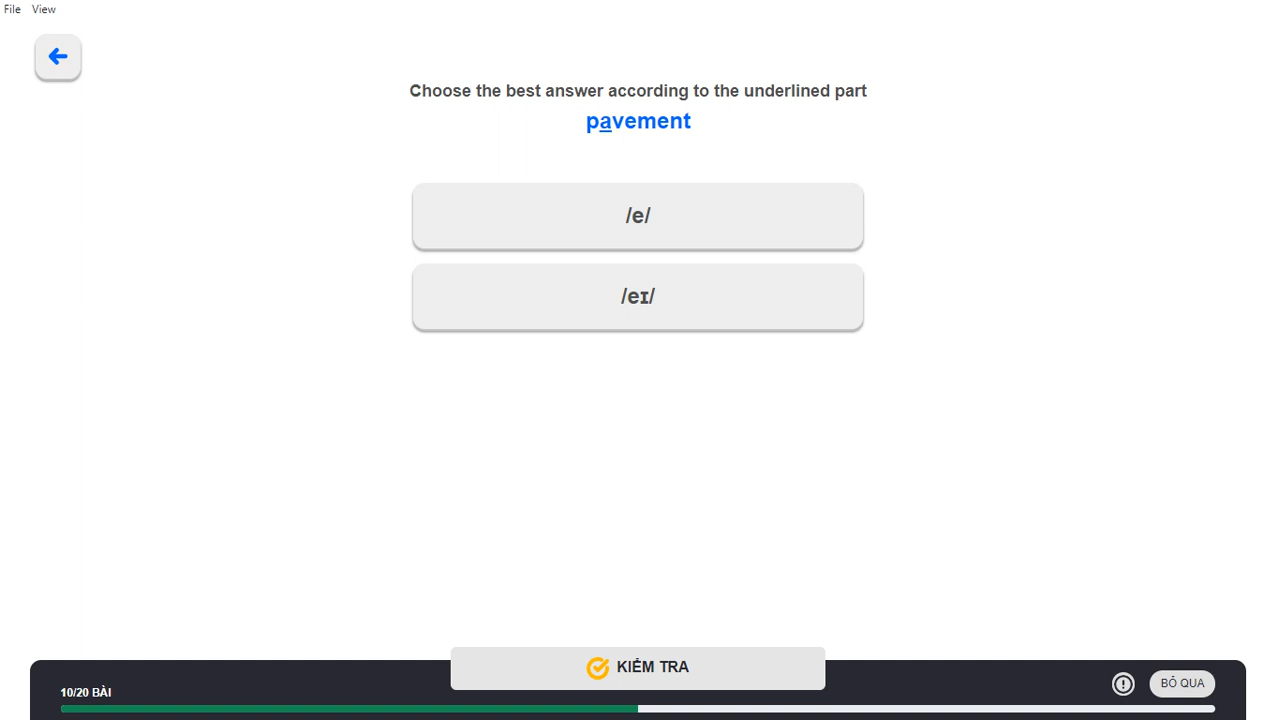 File View
Choose the best answer according to the underlined part
pavement
/e/
/eɪ/
KIỂM TRA
10/20 BÀI
BỎ QUA